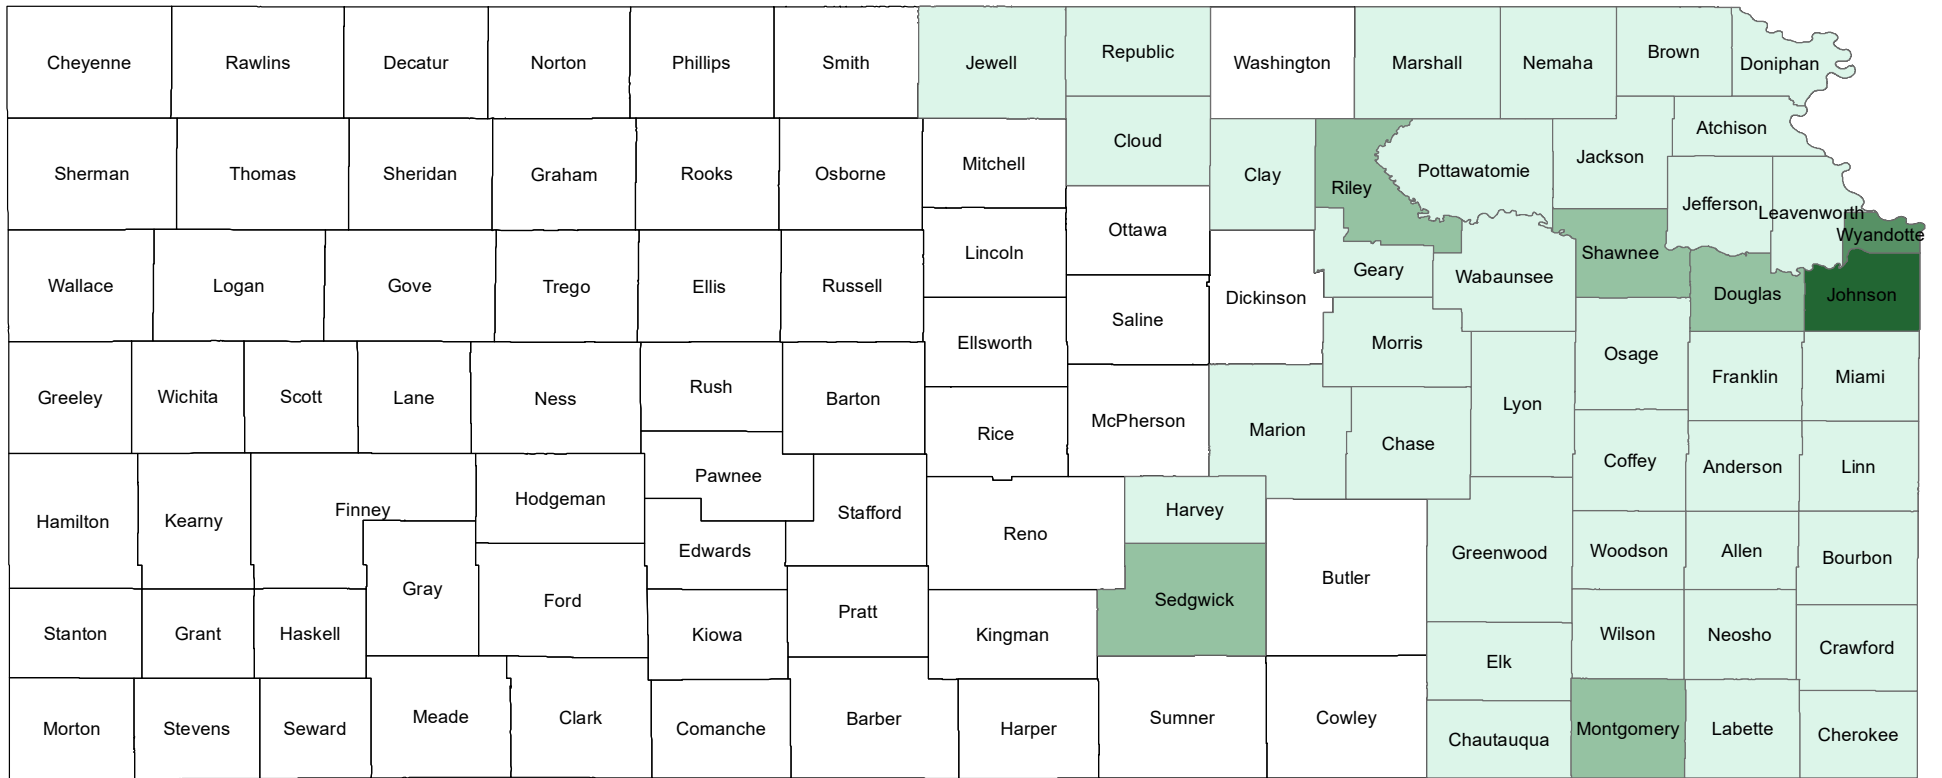 Cheyenne
Rawlins
Decatur
Norton
Phillips
Smith
Jewell
Republic
Washington
Marshall
Nemaha
Brown
Doniphan
Sherman
Thomas
Sheridan
Graham
Rooks
Osborne
Mitchell
Cloud
Clay
Riley
Pottawatomie
Jackson
Atchison
Jefferson
Leavenworth
Wyandotte
Lincoln
Ottawa
Wallace
Logan
Gove
Trego
Ellis
Russell
Ellsworth
Saline
Dickinson
Geary
Wabaunsee
Shawnee
Douglas
Johnson
Morris
Osage
Franklin
Miami
Greeley
Wichita
Scott
Lane
Ness
Rush
Barton
Rice
McPherson
Marion
Chase
Lyon
Coffey
Anderson
Linn
Pawnee
Hamilton
Kearny
Finney
Hodgeman
Stafford
Reno
Harvey
Edwards
Gray
Ford
Sedgwick
Butler
Greenwood
Woodson
Allen
Bourbon
Stanton
Grant
Haskell
Kiowa
Pratt
Kingman
Elk
Wilson
Neosho
Crawford
Morton
Stevens
Seward
Meade
Clark
Comanche
Barber
Harper
Sumner
Cowley
Chautauqua
Montgomery
Labette
Cherokee